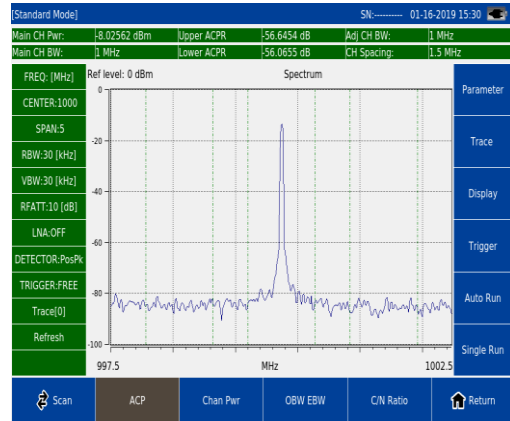 [Standard Mode] SN:---------- 01-16-2019 15:30
Main CH Pwr: -8.02562 dBm Upper ACPR -56.6454 dB Adj CH BW: 1 MHz
Main CH BW: 1 MHz Lower ACPR -56.0655 dB CH Spacing: 1.5 MHz
FREQ: [MHz]
CENTER:1000
SPAN:5
RBW:30 [kHz]
VBW:30 [kHz]
RFATT:10 [dB]
LNA:OFF
DETECTOR:PosPk
TRIGGER:FREE
Trace[0]
Refresh
Ref level: 0 dBm Spectrum
0
-20
-40
-60
-80
-100
997.5 MHz 1002.5
Parameter
Trace
Display
Trigger
Auto Run
Single Run
Scan ACP Chan Pwr OBW EBW C/N Ratio Return